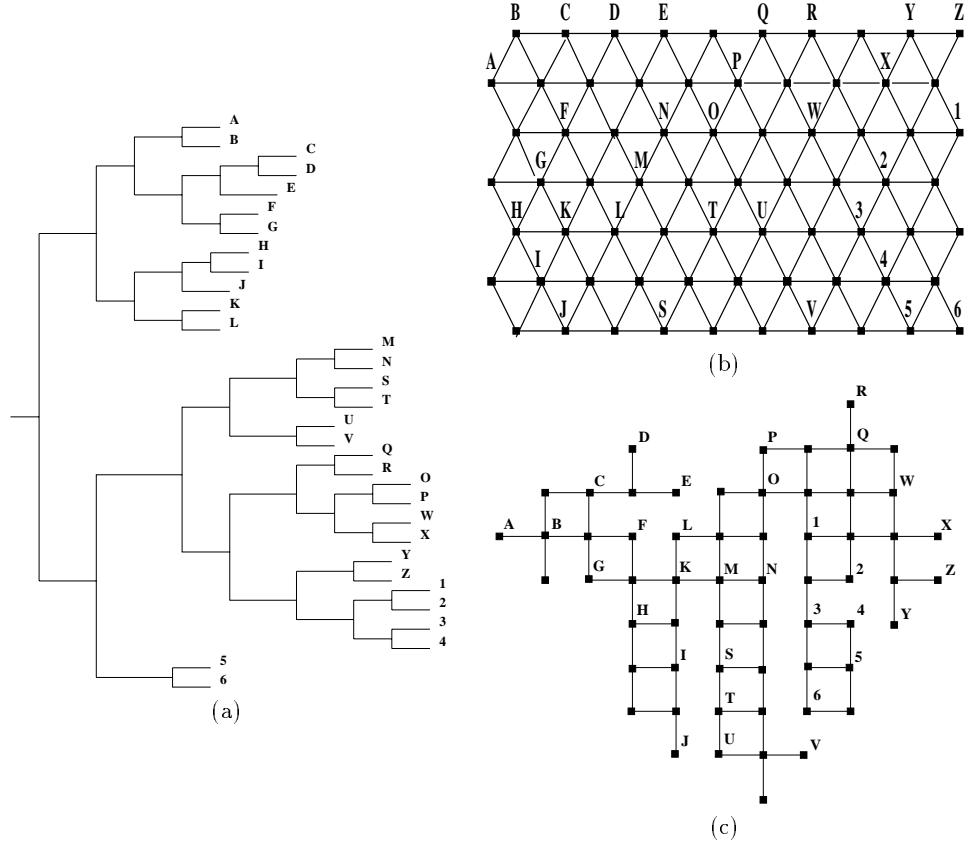 A
B
C
D
E
F
G
H
I
J
K
L
M
N
S
T
U
V
Q
R
O
P
W
X
Y
Z
1
2
3
4
5
6
(a)
B C D E Q R Y Z
A P X
F N O W 1
G M 2
H K L T U 3
I 4
J S V 5 6
(b)
R
D P Q
C E O W
A B F L 1 X
G K M N 2 Z
H 3 4 Y
I S 5
T 6
J U V
(c)